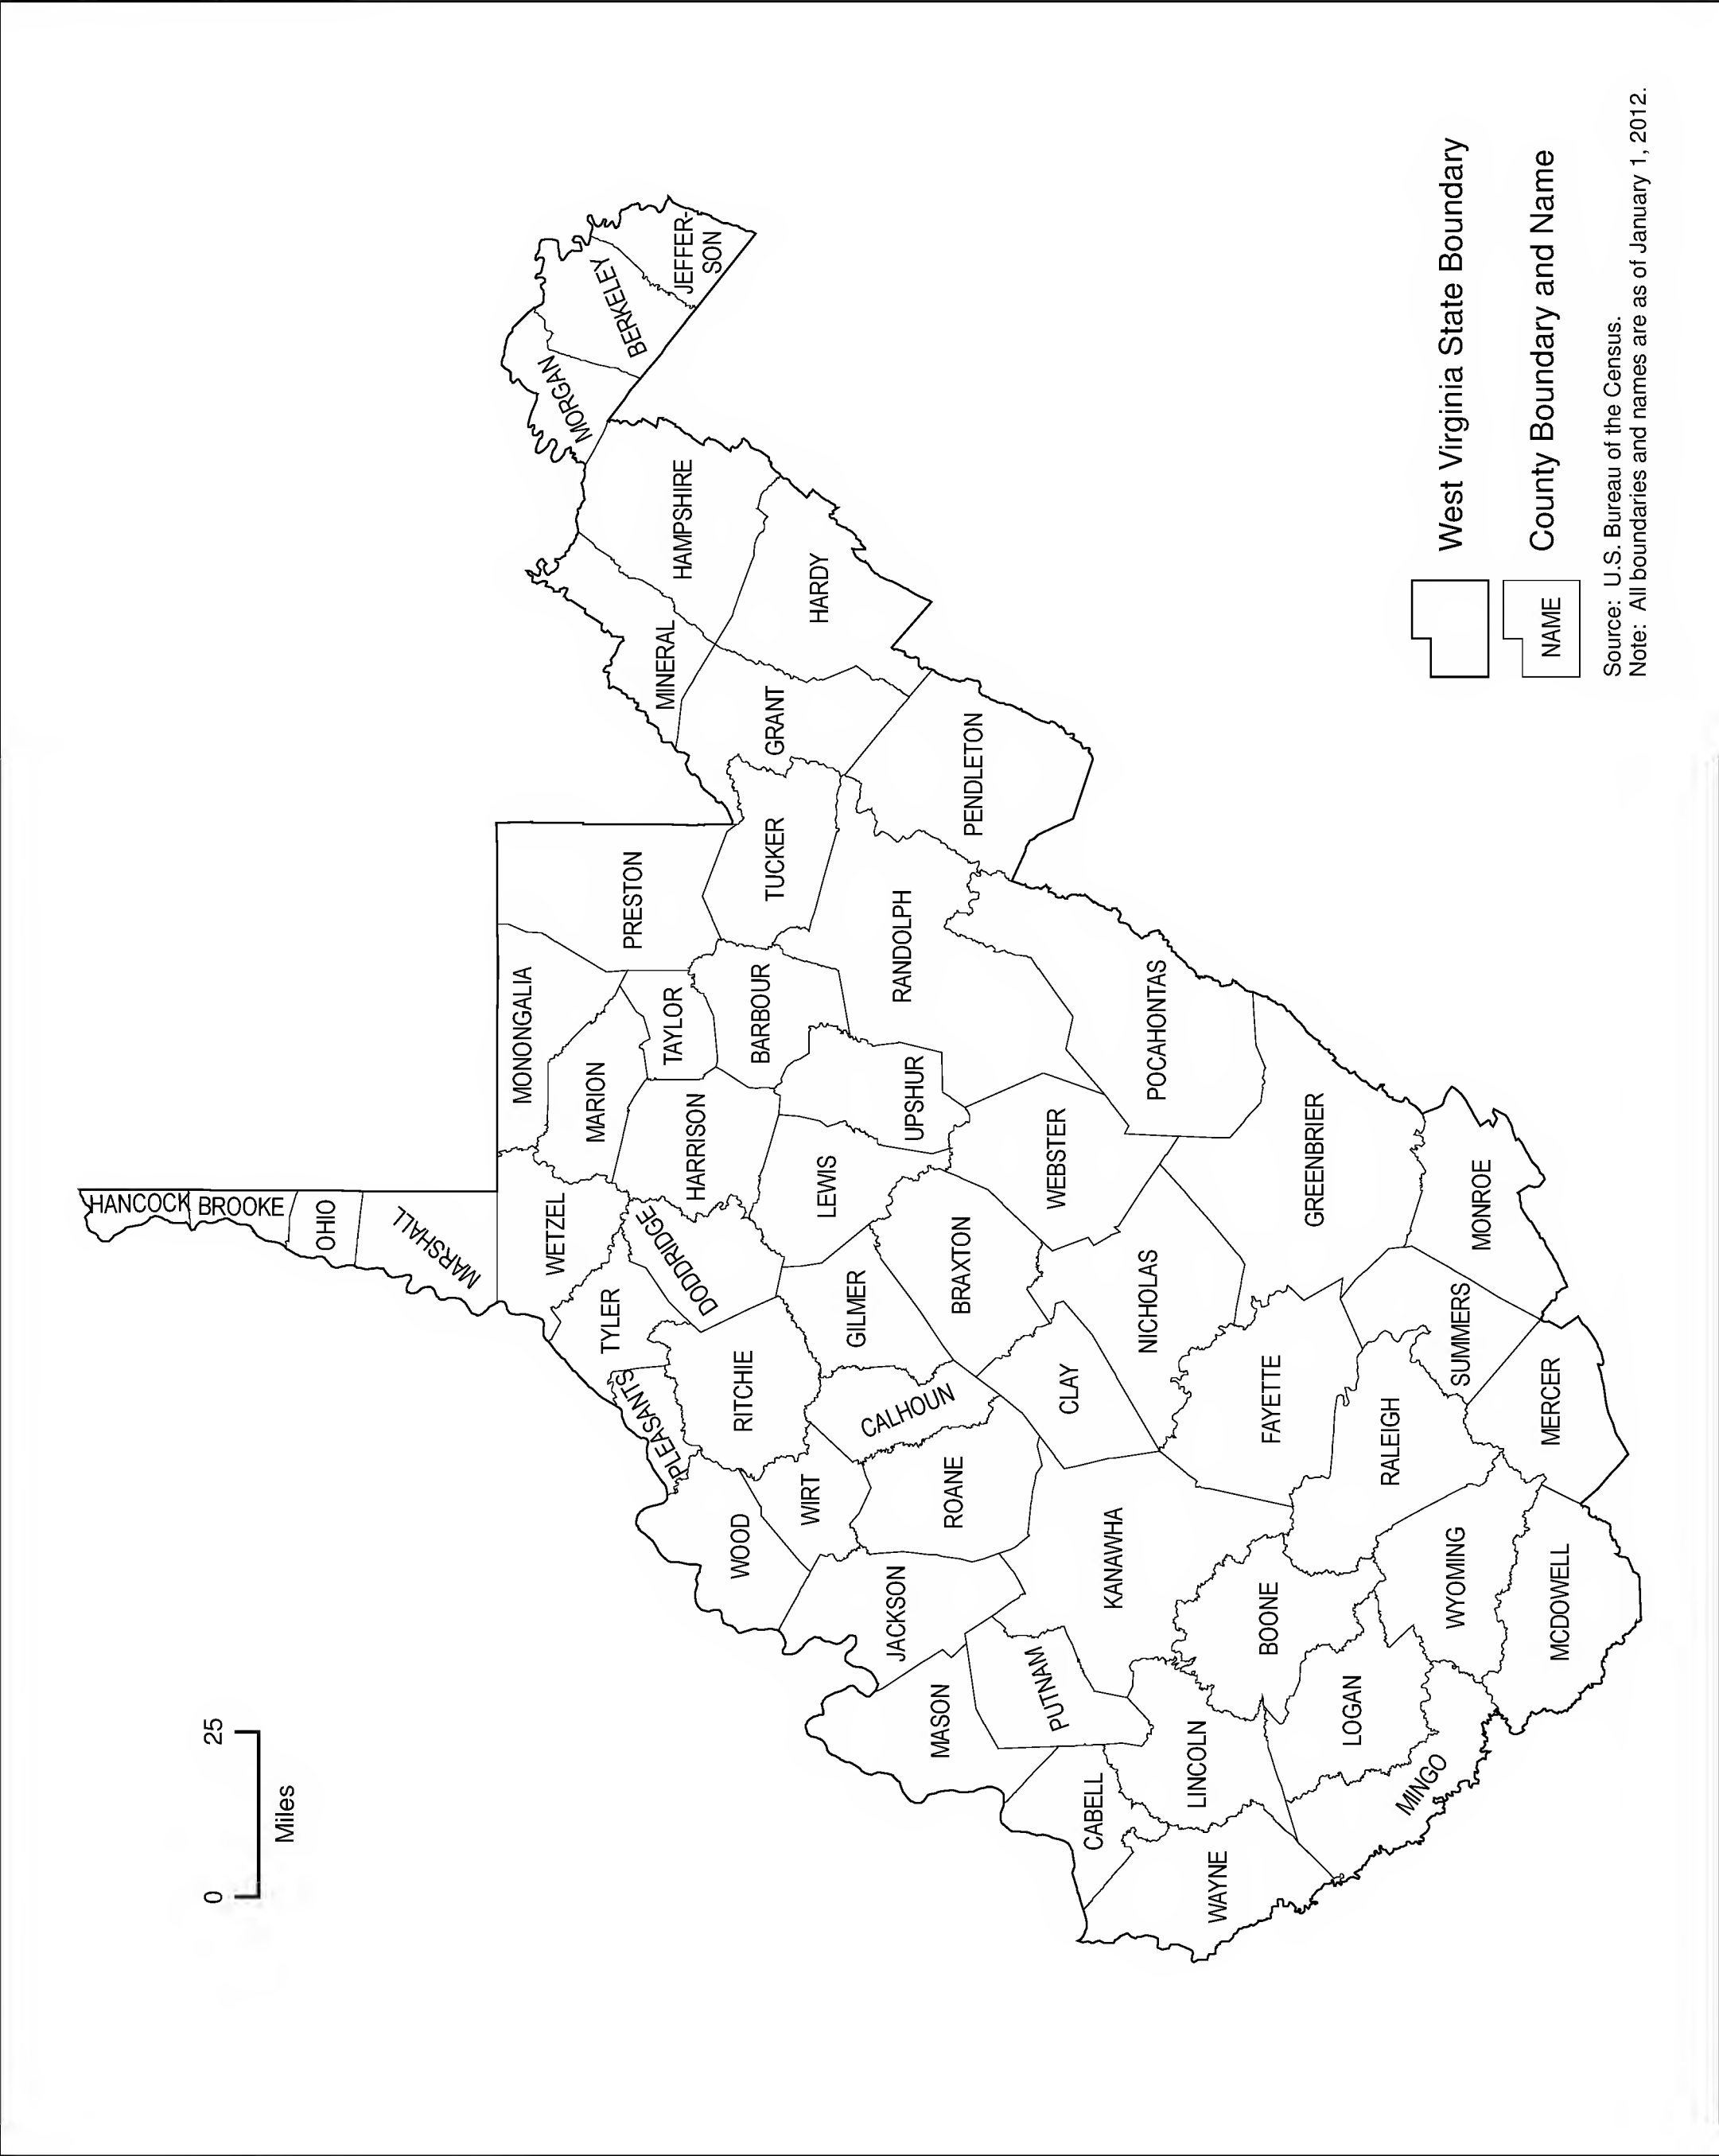 0 25
Miles
HANCOCK
BROOKE
OHIO
MARSHALL
WETZEL
MONONGALIA
MARION
PRESTON
TAYLOR
TYLER
PLEASANTS
DODDRIDGE
HARRISON
BARBOUR
TUCKER
GRANT
MINERAL
HAMPSHIRE
MORGAN
BERKELEY
JEFFER-
SON
HARDY
PENDLETON
RANDOLPH
UPSHUR
LEWIS
GILMER
RITCHIE
WOOD
WIRT
CALHOUN
ROANE
JACKSON
MASON
PUTNAM
KANAWHA
CLAY
BRAXTON
WEBSTER
POCAHONTAS
NICHOLAS
GREENBRIER
FAYETTE
CABELL
LINCOLN
WAYNE
BOONE
LOGAN
MINGO
RALEIGH
WYOMING
MCDOWELL
MERCER
SUMMERS
MONROE
West Virginia State Boundary
NAME County Boundary and Name
Source: U.S. Bureau of the Census.
Note: All boundaries and names are as of January 1, 2012.